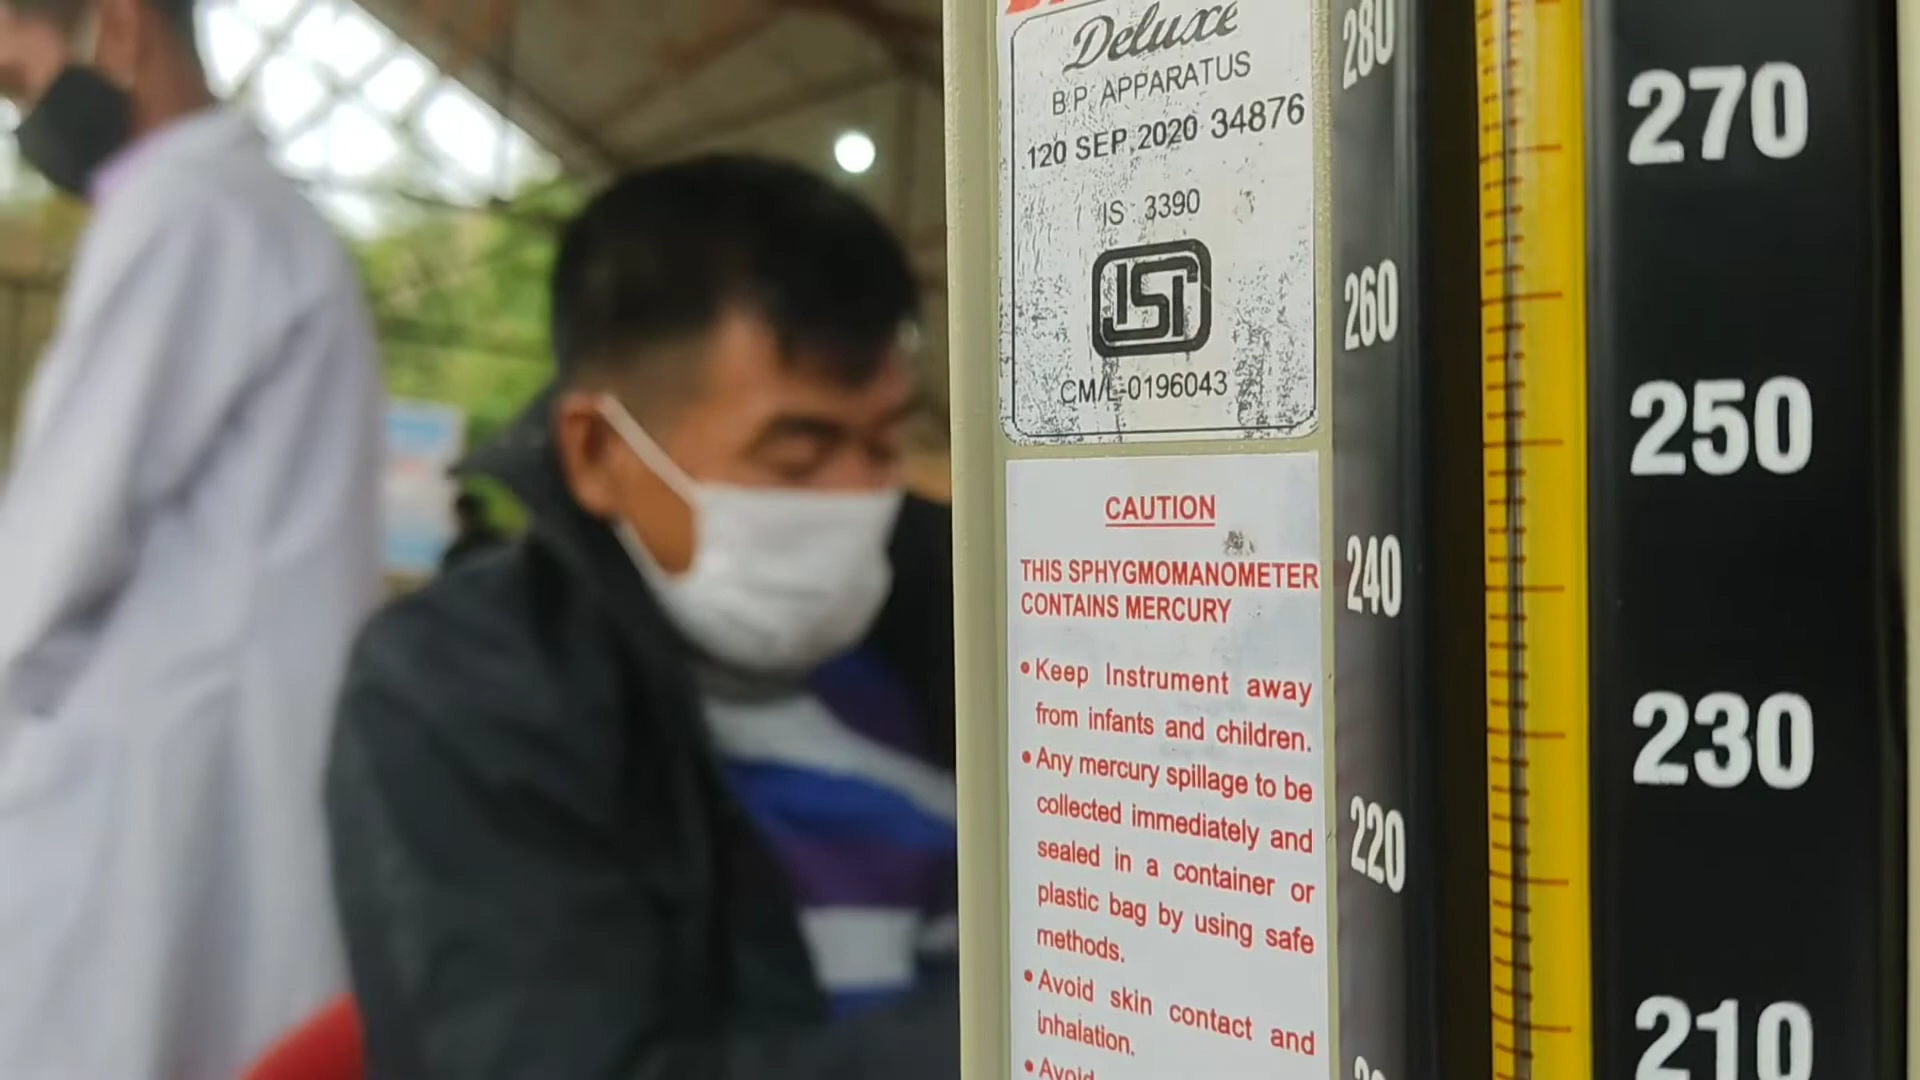 Deluxe
B.P. APPARATUS
120 SEP 2020 34876
IS : 3390
ISI
CM/L-0196043
CAUTION
THIS SPHYGMOMANOMETER
CONTAINS MERCURY
• Keep Instrument away
from infants and children.
• Any mercury spillage to be
collected immediately and
sealed in a container or
plastic bag by using safe
methods.
• Avoid skin contact and
inhalation.
• Avoid
280
260
240
220
270
250
230
210